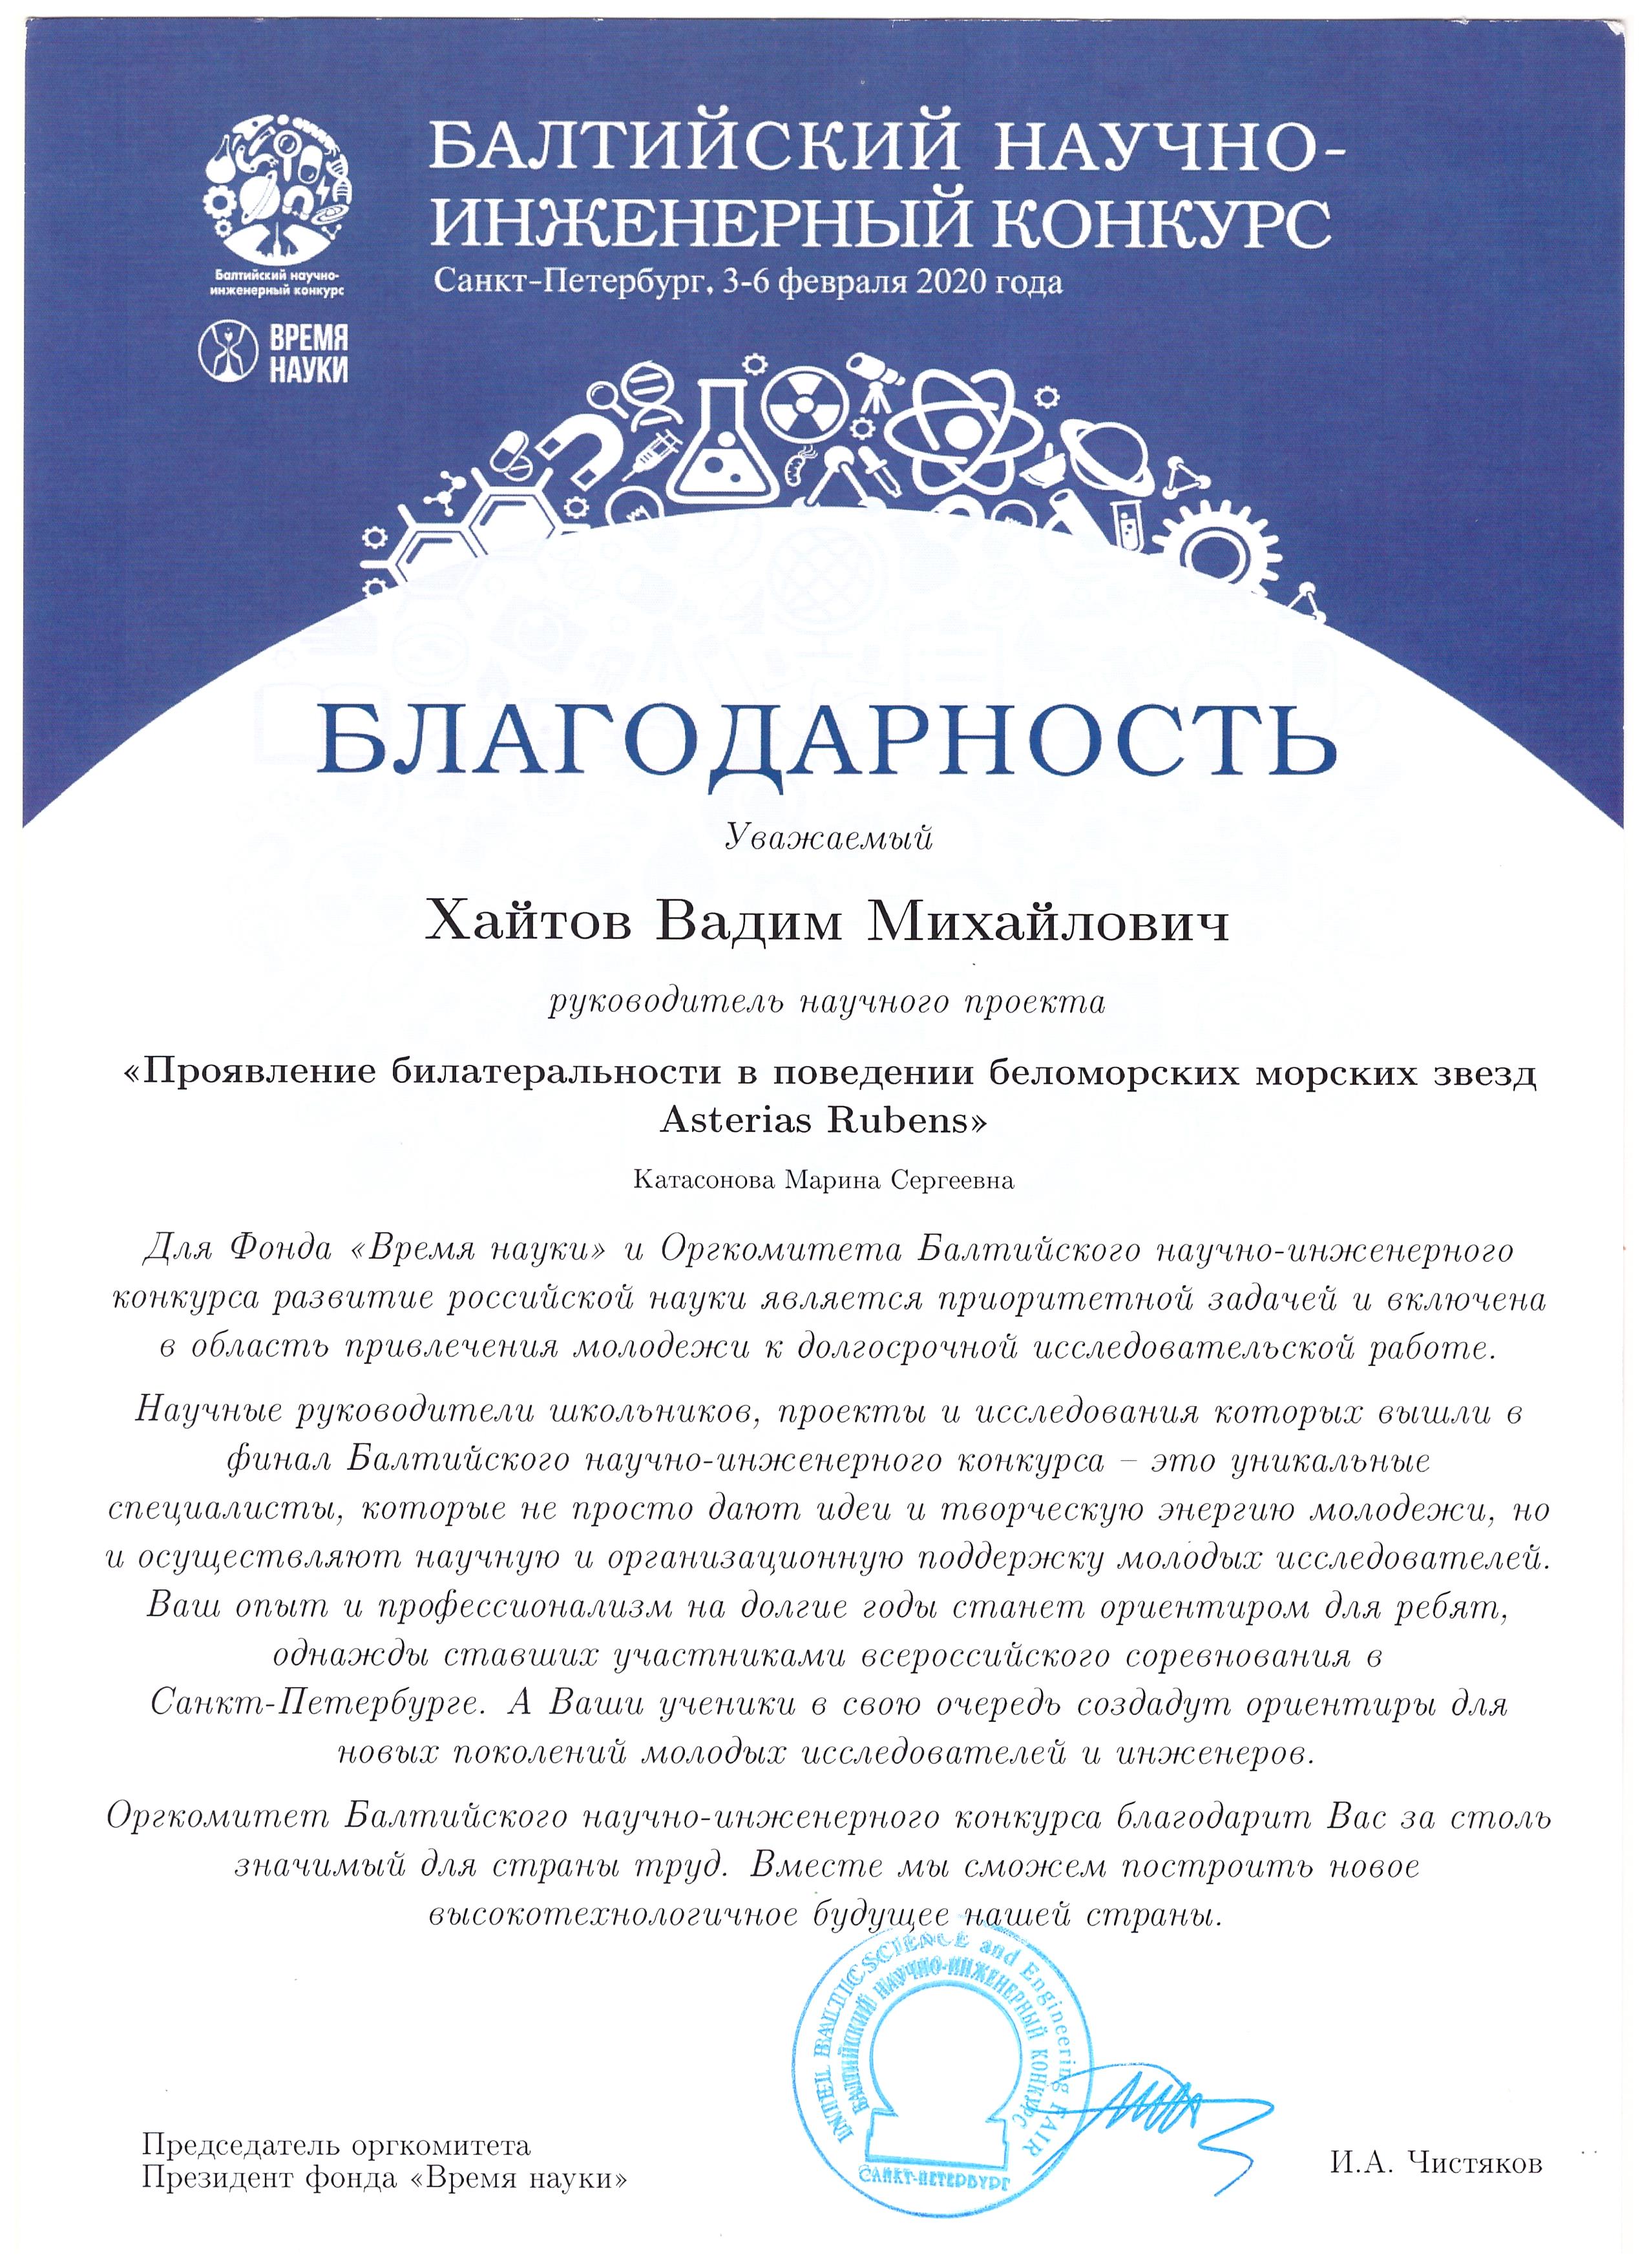 БАЛТИЙСКИЙ НАУЧНО-
ИНЖЕНЕРНЫЙ КОНКУРС
Санкт-Петербург, 3-6 февраля 2020 года
Балтийский научно-
инженерный конкурс
ВРЕМЯ
НАУКИ
БЛАГОДАРНОСТЬ
Уважаемый
Хайтов Вадим Михайлович
руководитель научного проекта
«Проявление билатеральности в поведении беломорских морских звезд
Asterias Rubens»
Катасонова Марина Сергеевна
Для Фонда «Время науки» и Оргкомитета Балтийского научно-инженерного
конкурса развитие российской науки является приоритетной задачей и включена
в область привлечения молодежи к долгосрочной исследовательской работе.
Научные руководители школьников, проекты и исследования которых вышли в
финал Балтийского научно-инженерного конкурса – это уникальные
специалисты, которые не просто дают идеи и творческую энергию молодежи, но
и осуществляют научную и организационную поддержку молодых исследователей.
Ваш опыт и профессионализм на долгие годы станет ориентиром для ребят,
однажды ставших участниками всероссийского соревнования в
Санкт-Петербурге. А Ваши ученики в свою очередь создадут ориентиры для
новых поколений молодых исследователей и инженеров.
Оргкомитет Балтийского научно-инженерного конкурса благодарит Вас за столь
значимый для страны труд. Вместе мы сможем построить новое
высокотехнологичное будущее нашей страны.
INTEL BALTIC SCIENCE and Engineering FAIR
БАЛТИЙСКИЙ НАУЧНО-ИНЖЕНЕРНЫЙ КОНКУРС
САНКТ-ПЕТЕРБУРГ
Председатель оргкомитета
Президент фонда «Время науки»
И.А. Чистяков